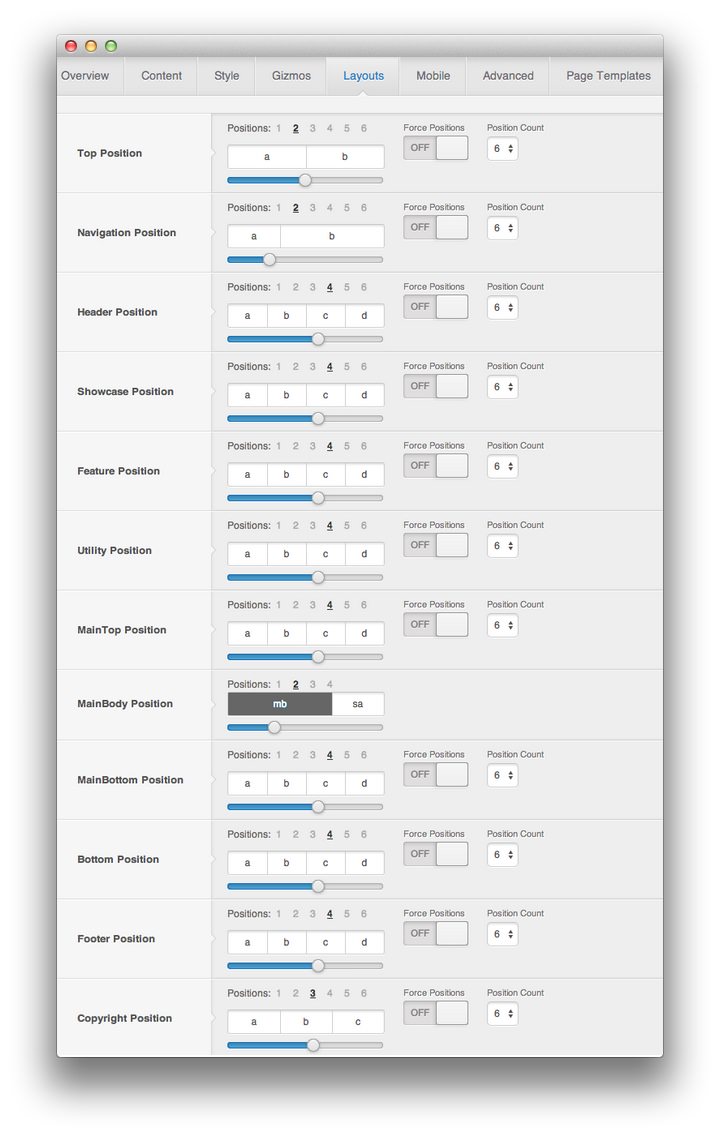 Overview Content Style Gizmos Layouts Mobile Advanced Page Templates
Top Position
Positions: 1 2 3 4 5 6
a b
Force Positions
OFF
Position Count
6
Navigation Position
Positions: 1 2 3 4 5 6
a b
Force Positions
OFF
Position Count
6
Header Position
Positions: 1 2 3 4 5 6
a b c d
Force Positions
OFF
Position Count
6
Showcase Position
Positions: 1 2 3 4 5 6
a b c d
Force Positions
OFF
Position Count
6
Feature Position
Positions: 1 2 3 4 5 6
a b c d
Force Positions
OFF
Position Count
6
Utility Position
Positions: 1 2 3 4 5 6
a b c d
Force Positions
OFF
Position Count
6
MainTop Position
Positions: 1 2 3 4 5 6
a b c d
Force Positions
OFF
Position Count
6
MainBody Position
Positions: 1 2 3 4
mb sa
MainBottom Position
Positions: 1 2 3 4 5 6
a b c d
Force Positions
OFF
Position Count
6
Bottom Position
Positions: 1 2 3 4 5 6
a b c d
Force Positions
OFF
Position Count
6
Footer Position
Positions: 1 2 3 4 5 6
a b c d
Force Positions
OFF
Position Count
6
Copyright Position
Positions: 1 2 3 4 5 6
a b c
Force Positions
OFF
Position Count
6